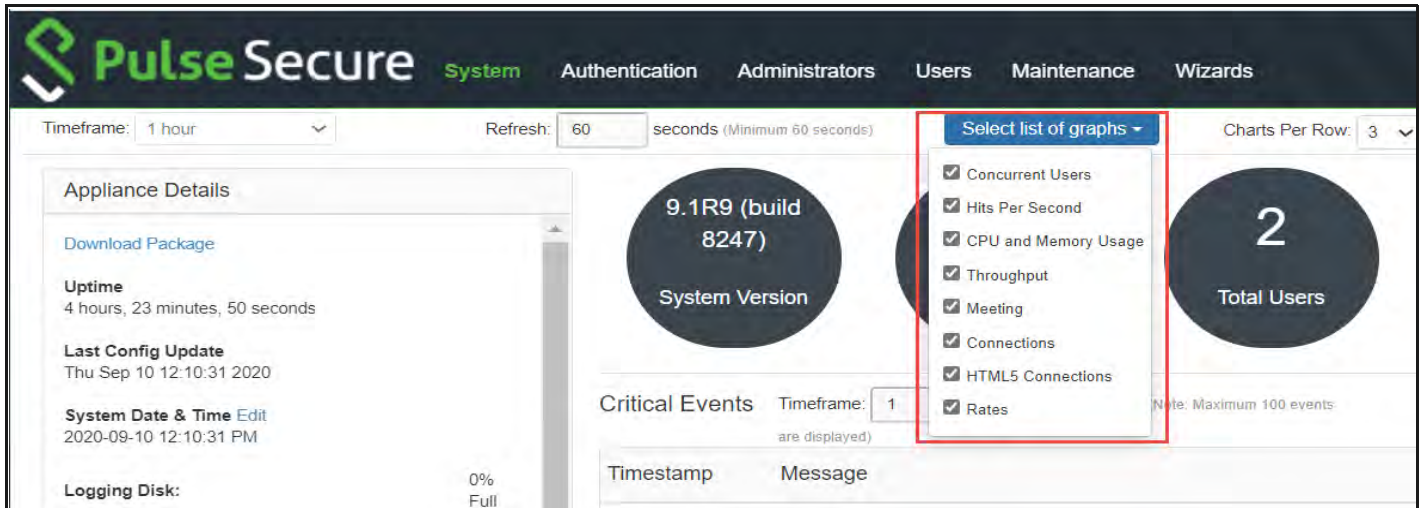 Pulse Secure System Authentication Administrators Users Maintenance Wizards
Timeframe: 1 hour Refresh: 60 seconds (Minimum 60 seconds) Select list of graphs Charts Per Row: 3
Appliance Details
Download Package
Uptime
4 hours, 23 minutes, 50 seconds
Last Config Update
Thu Sep 10 12:10:31 2020
System Date & Time Edit
2020-09-10 12:10:31 PM
Logging Disk:
0%
Full
9.1R9 (build
8247)
System Version
Concurrent Users
Hits Per Second
CPU and Memory Usage
Throughput
Meeting
Connections
HTML5 Connections
Rates
2
Total Users
Critical Events Timeframe: 1 (Note: Maximum 100 events
are displayed)
Timestamp Message